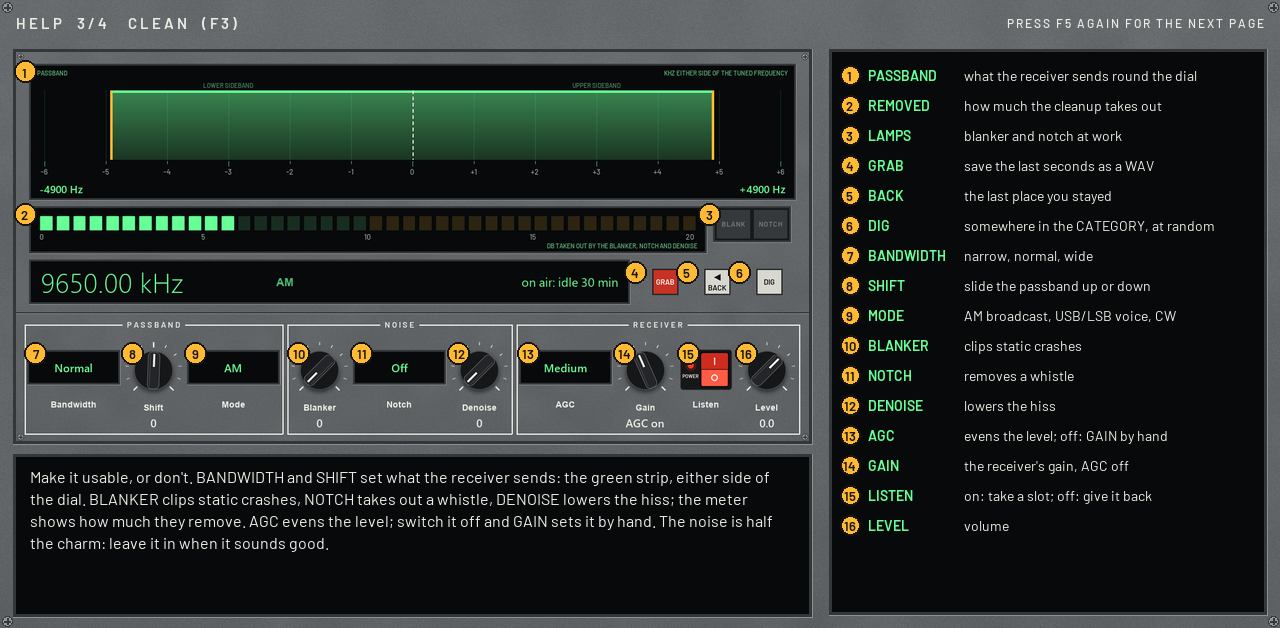 HELP 3/4 CLEAN (F3)
PRESS F5 AGAIN FOR THE NEXT PAGE
1 PASSBAND
KHZ EITHER SIDE OF THE TUNED FREQUENCY
LOWER SIDEBAND UPPER SIDEBAND
-6 -5 -4 -3 -2 -1 0 +1 +2 +3 +4 +5 +6
-4900 Hz +4900 Hz
2
0 5 10 15 20
DB TAKEN OUT BY THE BLANKER, NOTCH AND DENOISE
3 BLANK NOTCH
9650.00 kHz AM on air: idle 30 min
4 GRAB 5 ◀ BACK 6 DIG
PASSBAND
7 Normal 8 9 AM
Bandwidth Shift Mode
0
NOISE
10 11 Off 12
Blanker Notch Denoise
0 0
RECEIVER
13 Medium 14 15 POWER I O 16
AGC Gain Listen Level
AGC on 0.0
Make it usable, or don't. BANDWIDTH and SHIFT set what the receiver sends: the green strip, either side of
the dial. BLANKER clips static crashes, NOTCH takes out a whistle, DENOISE lowers the hiss; the meter
shows how much they remove. AGC evens the level; switch it off and GAIN sets it by hand. The noise is half
the charm: leave it in when it sounds good.
1 PASSBAND what the receiver sends round the dial
2 REMOVED how much the cleanup takes out
3 LAMPS blanker and notch at work
4 GRAB save the last seconds as a WAV
5 BACK the last place you stayed
6 DIG somewhere in the CATEGORY, at random
7 BANDWIDTH narrow, normal, wide
8 SHIFT slide the passband up or down
9 MODE AM broadcast, USB/LSB voice, CW
10 BLANKER clips static crashes
11 NOTCH removes a whistle
12 DENOISE lowers the hiss
13 AGC evens the level; off: GAIN by hand
14 GAIN the receiver's gain, AGC off
15 LISTEN on: take a slot; off: give it back
16 LEVEL volume